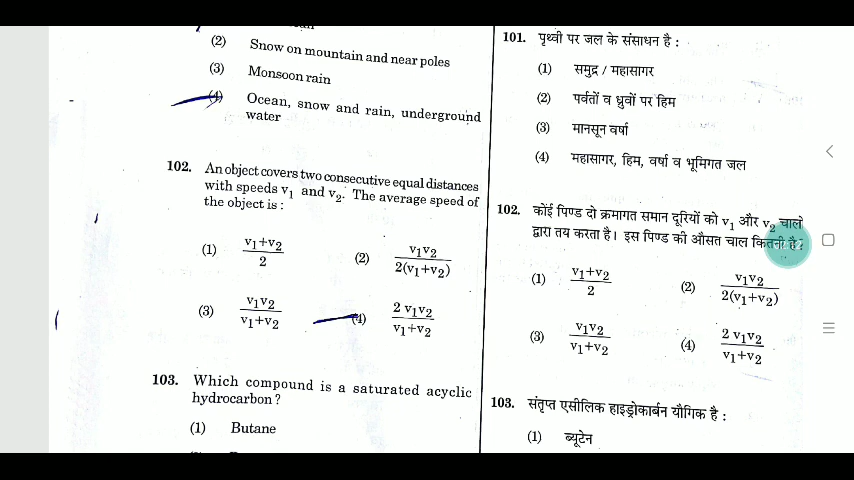 (2) Snow on mountain and near poles
(3) Monsoon rain
(4) Ocean, snow and rain, underground
water
102. An object covers two consecutive equal distances
with speeds v₁ and v₂. The average speed of
the object is :
(1) v₁+v₂ / 2 (2) v₁v₂ / 2(v₁+v₂)
(3) v₁v₂ / v₁+v₂ (4) 2 v₁v₂ / v₁+v₂
103. Which compound is a saturated acyclic
hydrocarbon ?
(1) Butane
101. पृथ्वी पर जल के संसाधन है :
(1) समुद्र / महासागर
(2) पर्वतों व ध्रुवों पर हिम
(3) मानसून वर्षा
(4) महासागर, हिम, वर्षा व भूमिगत जल
102. कोई पिण्ड दो क्रमागत समान दूरियों को v₁ और v₂ चालों
द्वारा तय करता है। इस पिण्ड की औसत चाल कितनी है?
(1) v₁+v₂ / 2 (2) v₁v₂ / 2(v₁+v₂)
(3) v₁v₂ / v₁+v₂ (4) 2 v₁v₂ / v₁+v₂
103. संतृप्त एसीलिक हाइड्रोकार्बन यौगिक है :
(1) ब्यूटेन